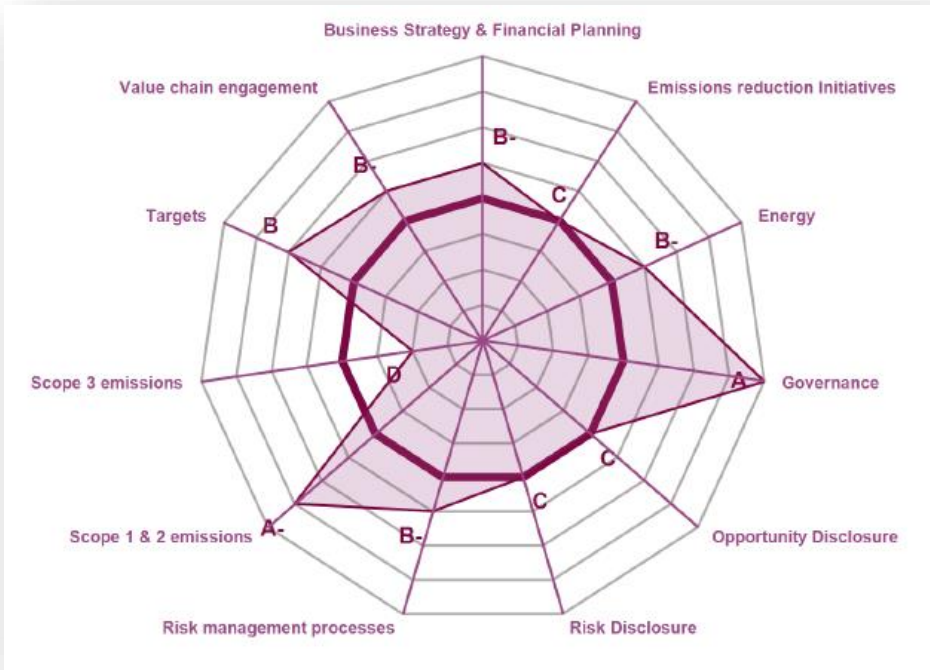 Business Strategy & Financial Planning
Value chain engagement
Emissions reduction Initiatives
B-
B-
C
Targets
B
Energy
B-
Scope 3 emissions
D
A
Governance
C
C
Opportunity Disclosure
Scope 1 & 2 emissions
A-
B-
Risk management processes
Risk Disclosure